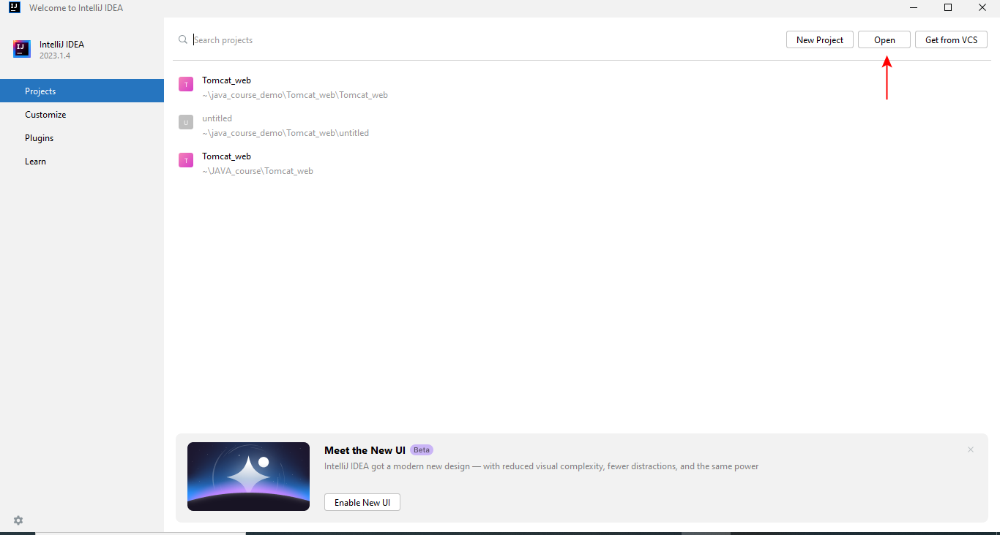 IJ Welcome to IntelliJ IDEA
IJ IntelliJ IDEA
2023.1.4
Search projects
New Project Open Get from VCS
Projects
Customize
Plugins
Learn
T Tomcat_web
~\java_course_demo\Tomcat_web\Tomcat_web
U untitled
~\java_course_demo\Tomcat_web\untitled
T Tomcat_web
~\JAVA_course\Tomcat_web
Meet the New UI Beta
IntelliJ IDEA got a modern new design — with reduced visual complexity, fewer distractions, and the same power
Enable New UI